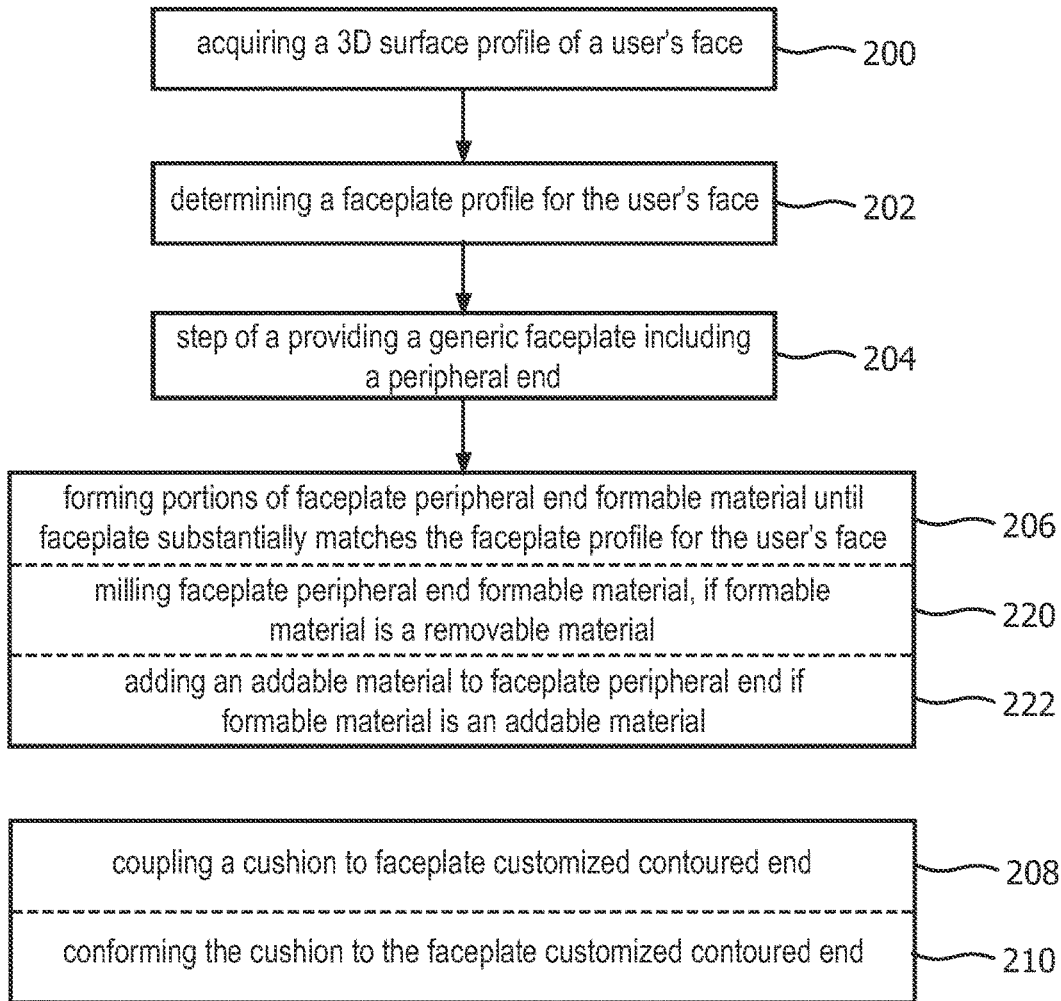 acquiring a 3D surface profile of a user's face
200
determining a faceplate profile for the user's face
202
step of a providing a generic faceplate including
a peripheral end
204
forming portions of faceplate peripheral end formable material until
faceplate substantially matches the faceplate profile for the user's face
206
milling faceplate peripheral end formable material, if formable
material is a removable material
220
adding an addable material to faceplate peripheral end if
formable material is an addable material
222
coupling a cushion to faceplate customized contoured end
208
conforming the cushion to the faceplate customized contoured end
210